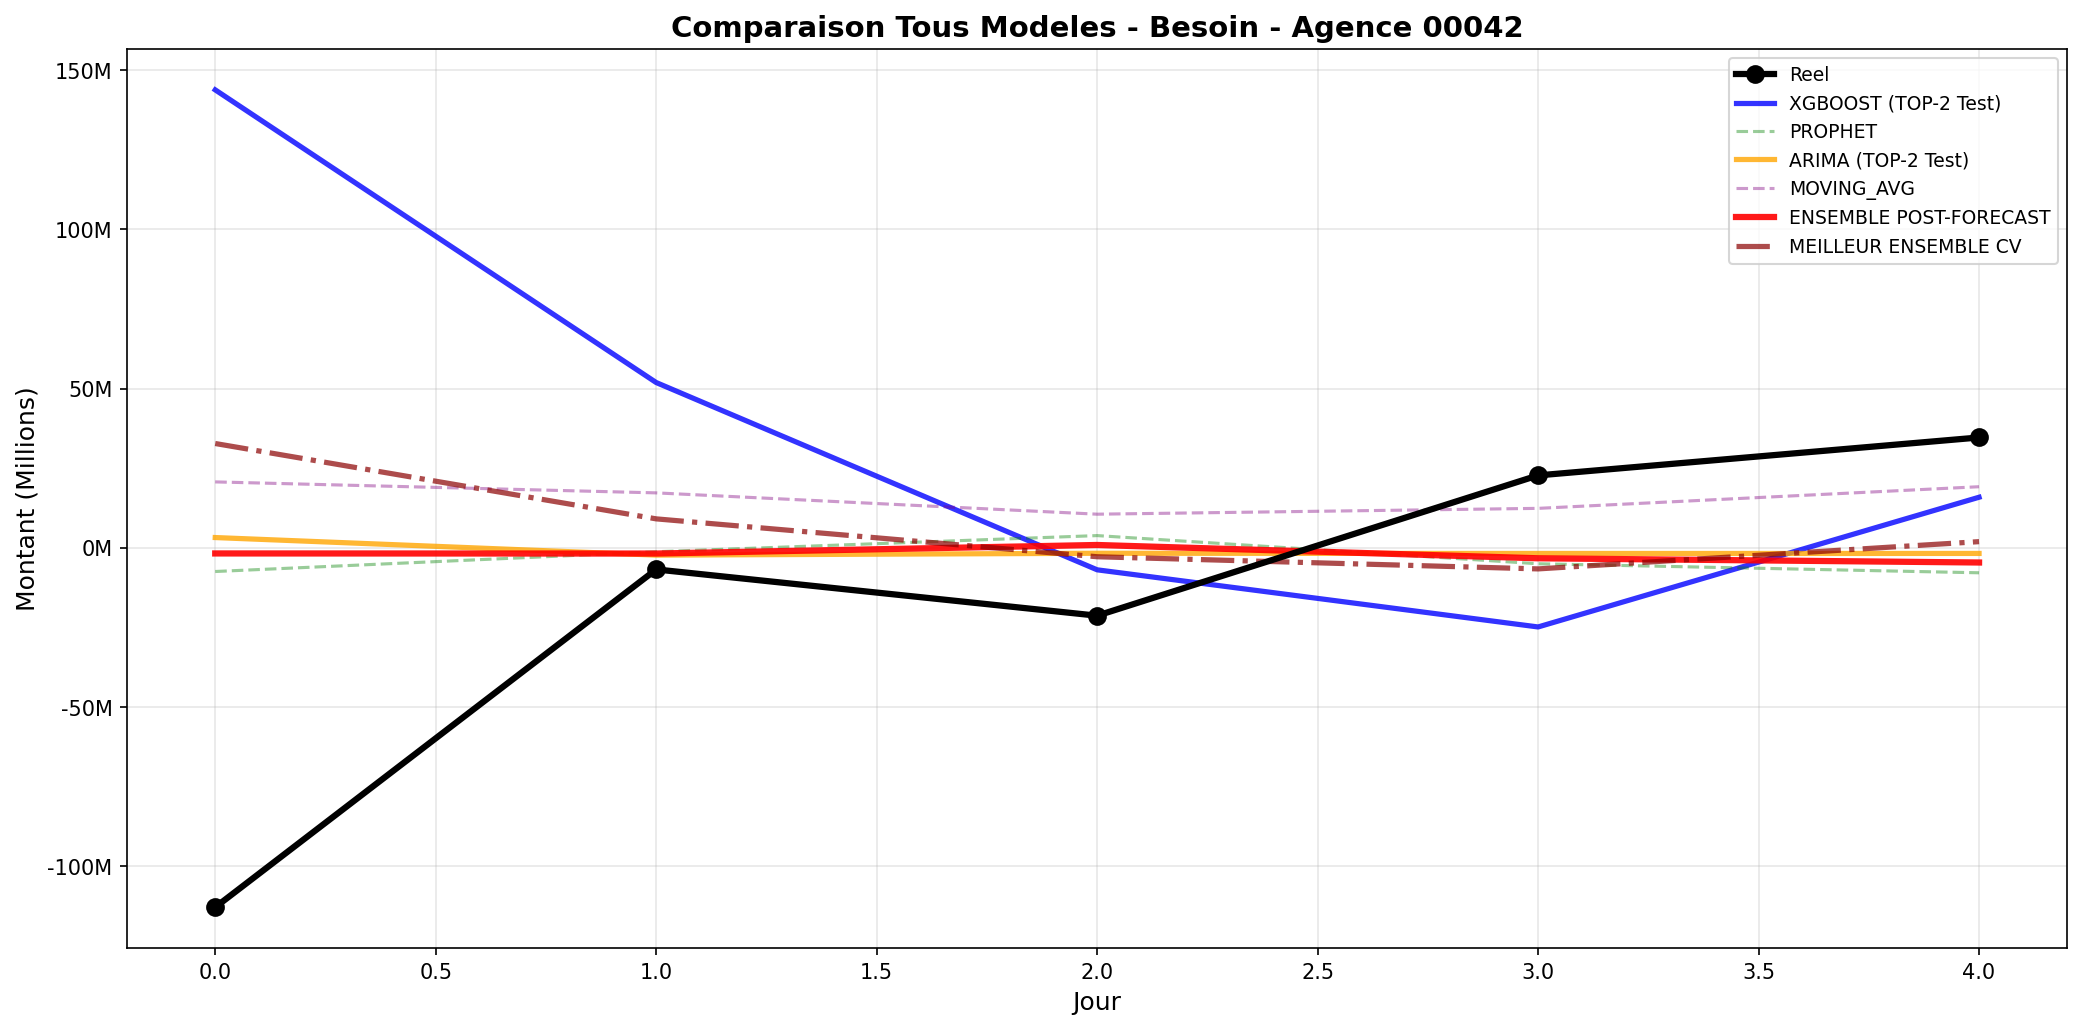 Comparaison Tous Modeles - Besoin - Agence 00042
Montant (Millions)
150M
100M
50M
0M
-50M
-100M
Reel
XGBOOST (TOP-2 Test)
PROPHET
ARIMA (TOP-2 Test)
MOVING_AVG
ENSEMBLE POST-FORECAST
MEILLEUR ENSEMBLE CV
0.0 0.5 1.0 1.5 2.0 2.5 3.0 3.5 4.0
Jour